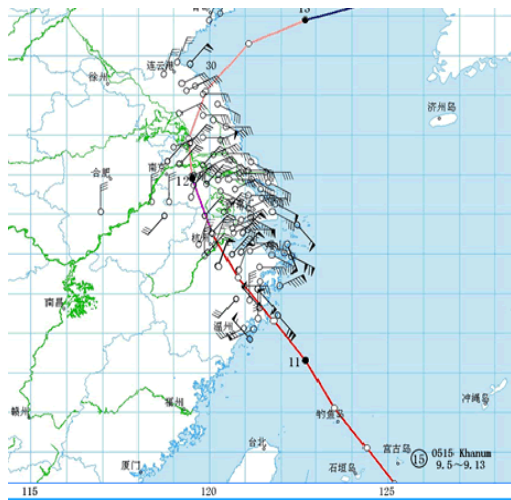 13
连云港
30
徐州
济州岛
合肥
南京
12
杭州
南昌
温州
11
赣州
福州
钓鱼岛
冲绳岛
台北
宫古岛
厦门
石垣岛
15 0515 Khanum
9.5~9.13
115
120
125